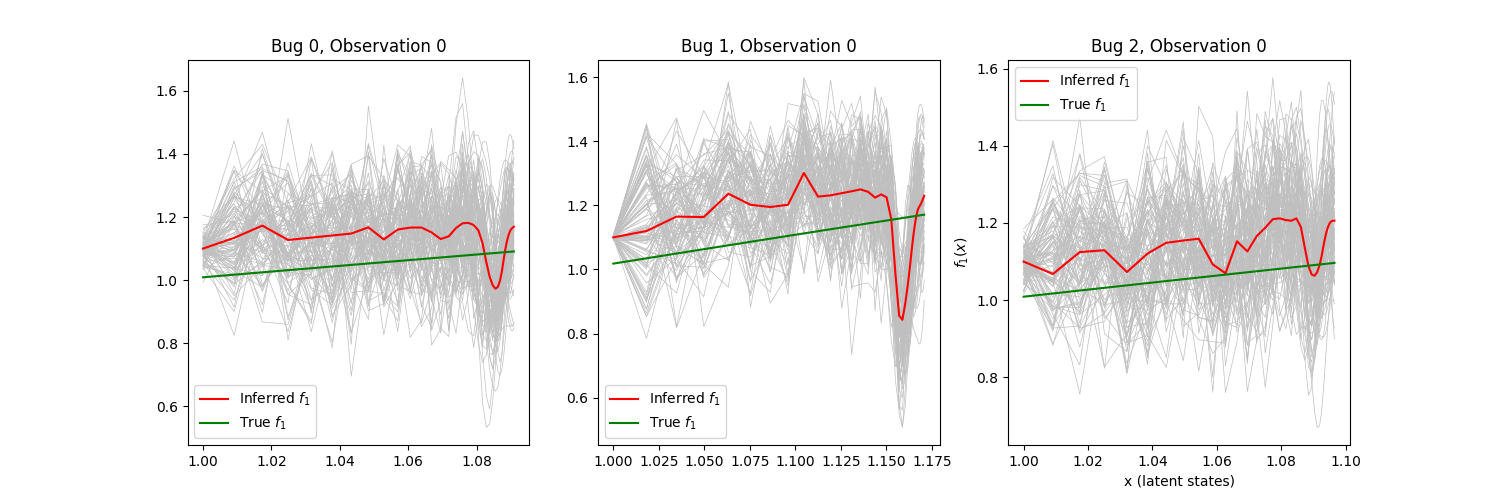 Bug 0, Observation 0
1.6
1.4
1.2
1.0
0.8
0.6
Inferred f₁
True f₁
1.00 1.02 1.04 1.06 1.08
Bug 1, Observation 0
1.6
1.4
1.2
1.0
0.8
0.6
Inferred f₁
True f₁
1.000 1.025 1.050 1.075 1.100 1.125 1.150 1.175
Bug 2, Observation 0
f₁(x)
1.6
1.4
1.2
1.0
0.8
Inferred f₁
True f₁
1.00 1.02 1.04 1.06 1.08 1.10
x (latent states)